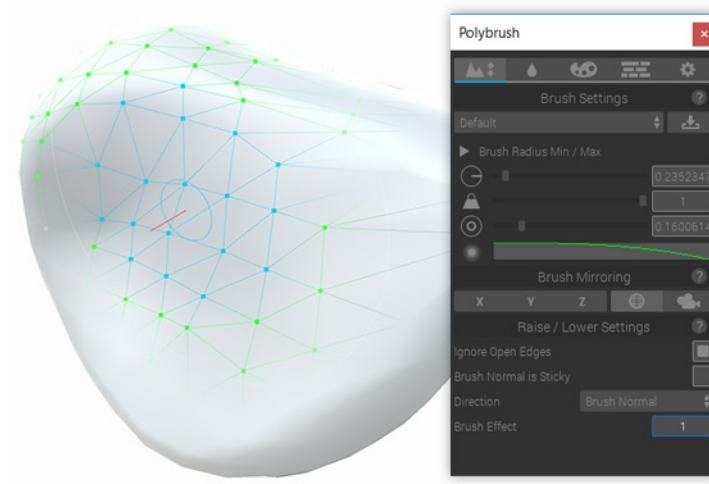 Polybrush
Brush Settings
Default
Brush Radius Min / Max
0.2352347
1
0.1600614
Brush Mirroring
X Y Z
Raise / Lower Settings
Ignore Open Edges
Brush Normal is Sticky
Direction Brush Normal
Brush Effect 1